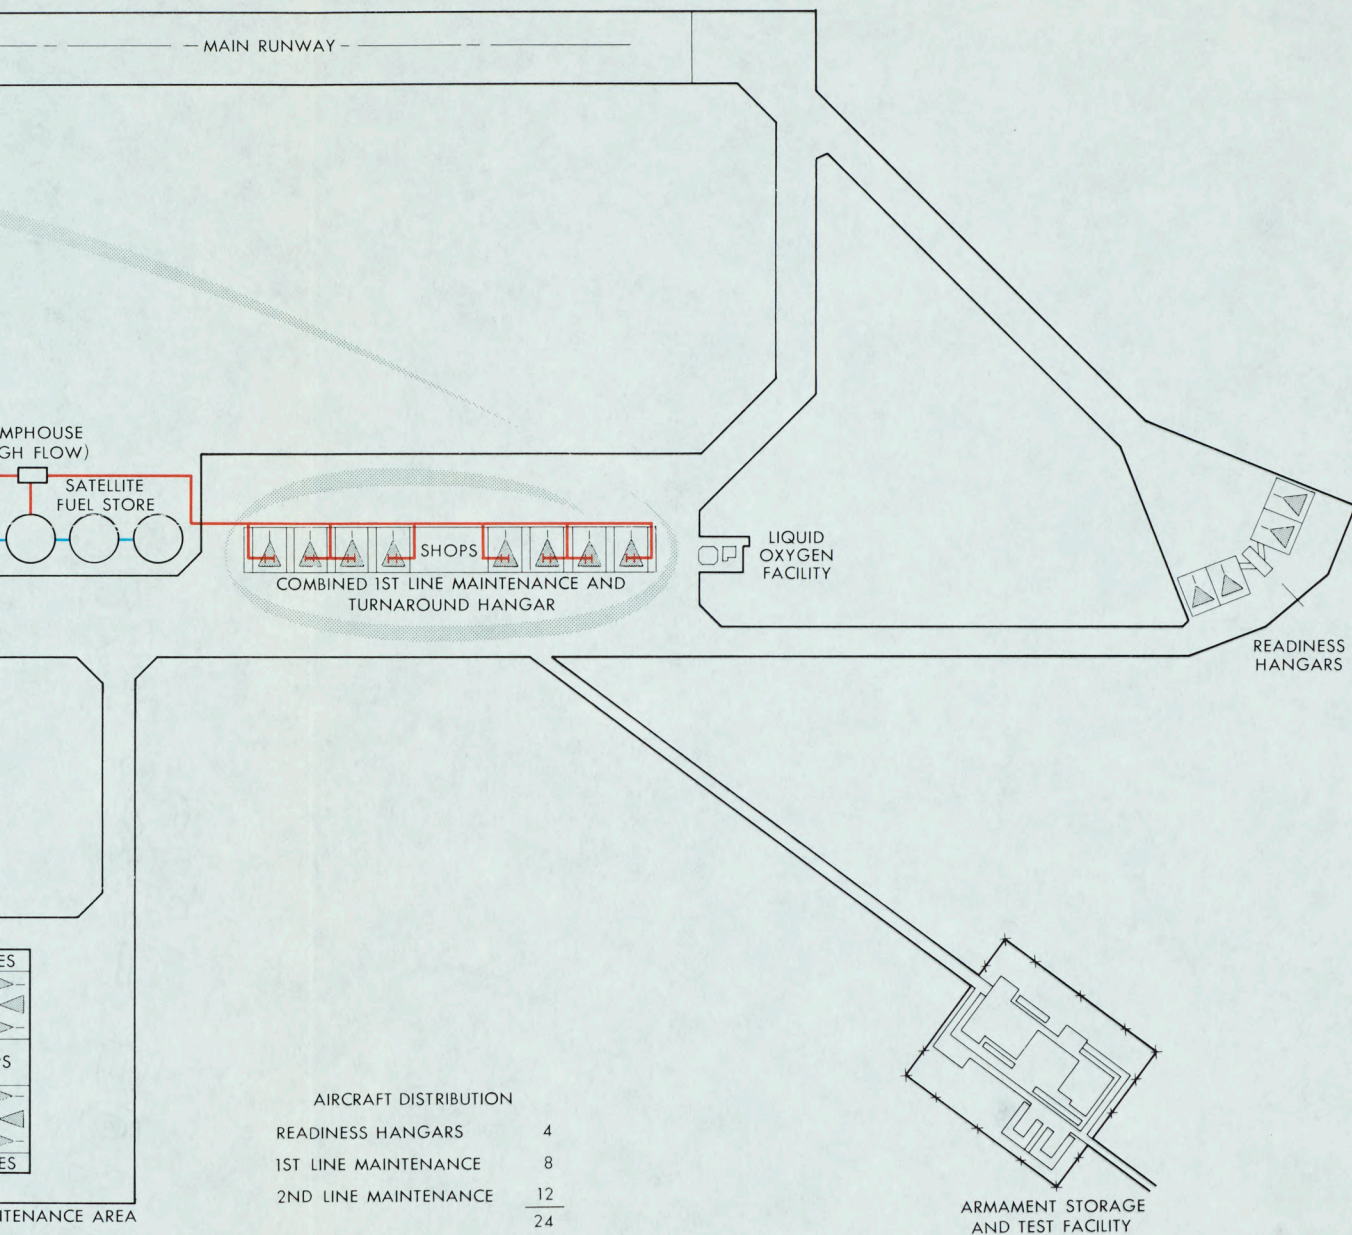 MAIN RUNWAY
MPHOUSE
GH FLOW)
SATELLITE
FUEL STORE
SHOPS
COMBINED 1ST LINE MAINTENANCE AND
TURNAROUND HANGAR
LIQUID
OXYGEN
FACILITY
READINESS
HANGARS
ES
PS
ES
NTENANCE AREA
AIRCRAFT DISTRIBUTION
READINESS HANGARS 4
1ST LINE MAINTENANCE 8
2ND LINE MAINTENANCE 12
24
ARMAMENT STORAGE
AND TEST FACILITY